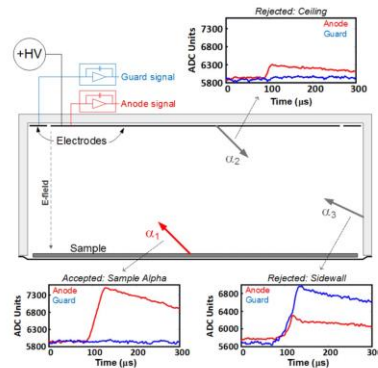 Rejected: Ceiling
Anode
Guard
ADC Units
7300
6800
6300
5800
0 100 200 300
Time (μs)
+HV
Guard signal
Anode signal
Electrodes
E-field
α2
α3
α1
Sample
Accepted: Sample Alpha
Anode
Guard
ADC Units
7300
6800
6300
5800
0 100 200 300
Time (μs)
Rejected: Sidewall
Anode
Guard
ADC Units
6800
6400
6000
5600
0 100 200 300
Time (μs)